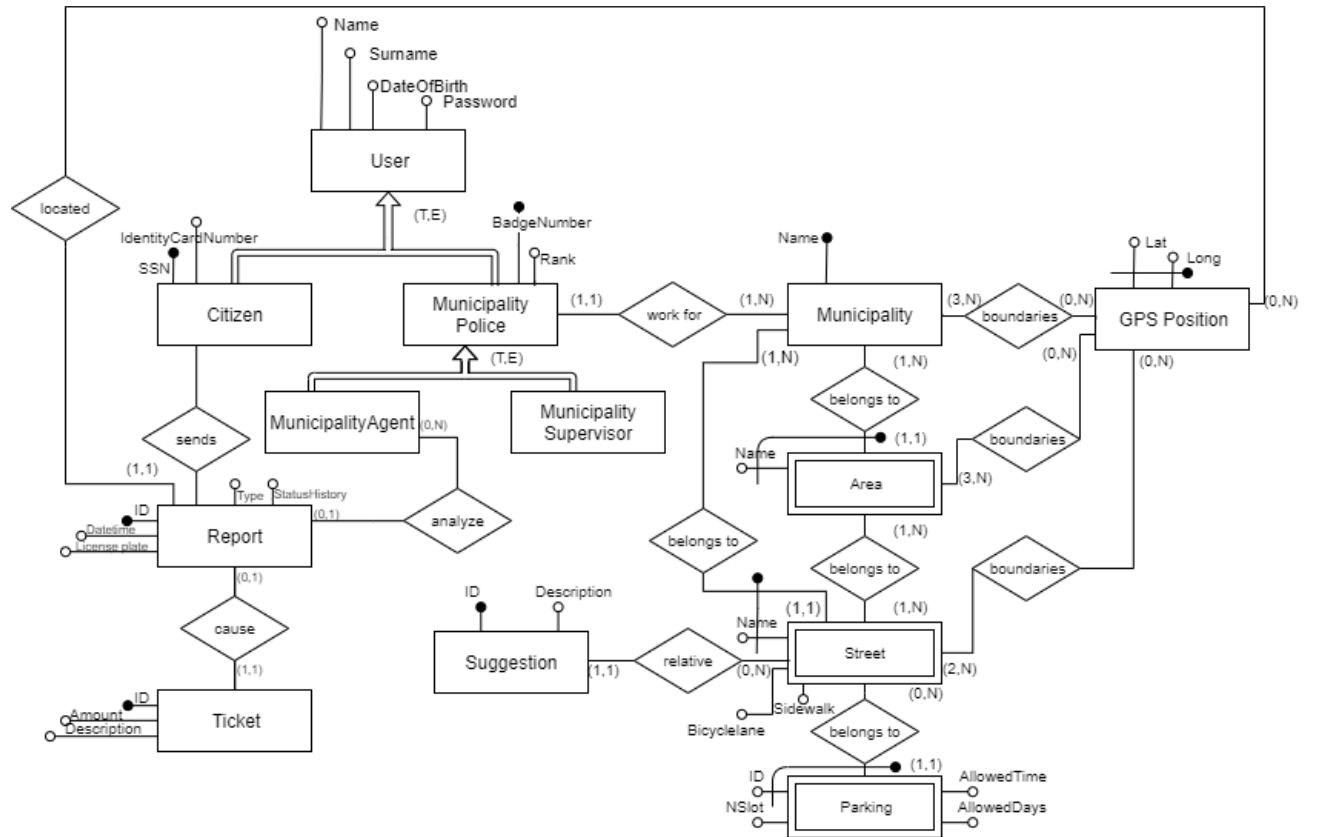 Name
Surname
DateOfBirth
Password
User
located
(T,E)
IdentityCardNumber
SSN
BadgeNumber
Rank
Name
Lat
Long
Citizen
Municipality
Police
(1,1)
work for
(1,N)
Municipality
(3,N)
boundaries
(0,N)
GPS Position
(0,N)
(T,E)
(1,N)
(1,N)
(0,N)
(0,N)
MunicipalityAgent
(0,N)
Municipality
Supervisor
belongs to
sends
(1,1)
Name
(1,1)
boundaries
(1,1)
Area
(3,N)
ID
Type
StatusHistory
Datetime
License plate
Report
(0,1)
analyze
belongs to
(1,N)
belongs to
boundaries
(0,1)
cause
ID
Description
(1,1)
(1,N)
Name
Suggestion
(1,1)
relative
(0,N)
Street
(2,N)
(1,1)
ID
Amount
Description
Ticket
Sidewalk
Bicyclelane
(0,N)
belongs to
(1,1)
ID
NSlot
Parking
AllowedTime
AllowedDays